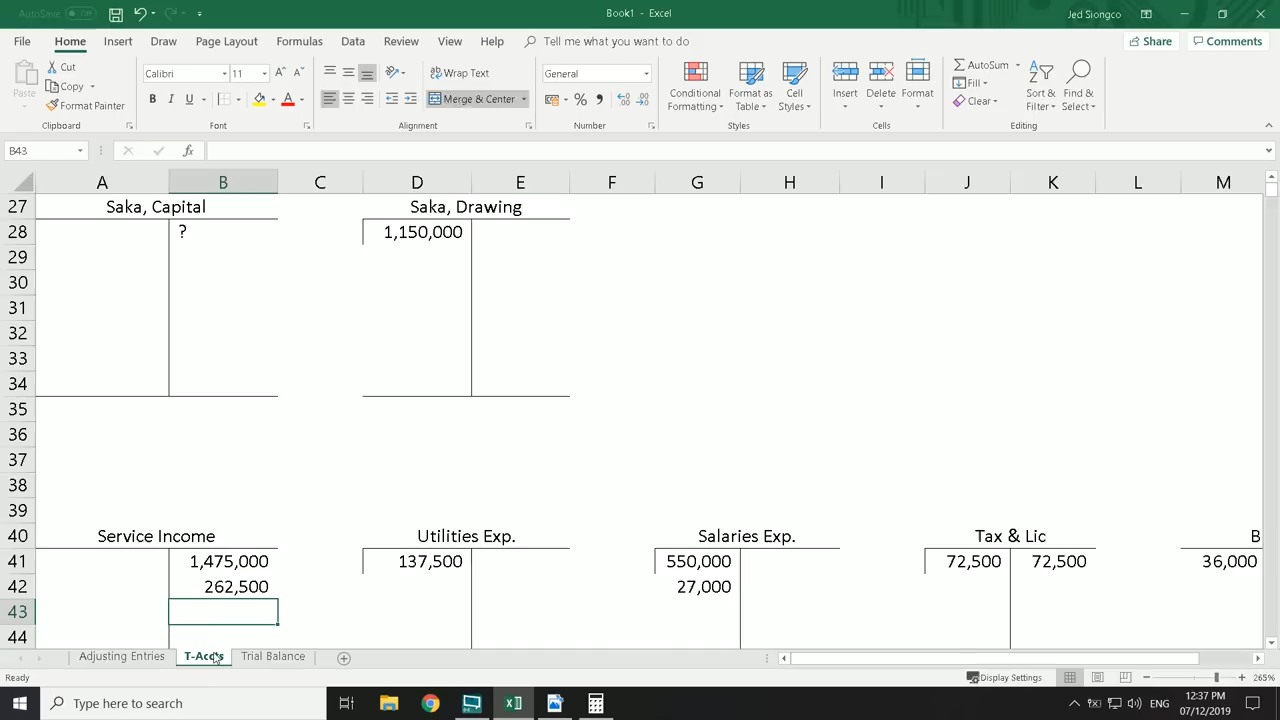 AutoSave Off
Book1 - Excel
Jed Siongco
File Home Insert Draw Page Layout Formulas Data Review View Help Tell me what you want to do Share Comments
Paste Cut Copy Format Painter Clipboard
Calibri 11 B I U A Font
Wrap Text Merge & Center Alignment
General % Number
Conditional Formatting Format as Table Cell Styles Styles
Insert Delete Format Cells
AutoSum Fill Clear Sort & Filter Find & Select Editing
B43 fx
A B C D E F G H I J K L M
27 Saka, Capital Saka, Drawing
28 ? 1,150,000
29
30
31
32
33
34
35
36
37
38
39
40 Service Income Utilities Exp. Salaries Exp. Tax & Lic B
41 1,475,000 137,500 550,000 72,500 72,500 36,000
42 262,500 27,000
43
44
Adjusting Entries T-Accts Trial Balance
Ready Display Settings 265%
Type here to search
ENG
12:37 PM
07/12/2019